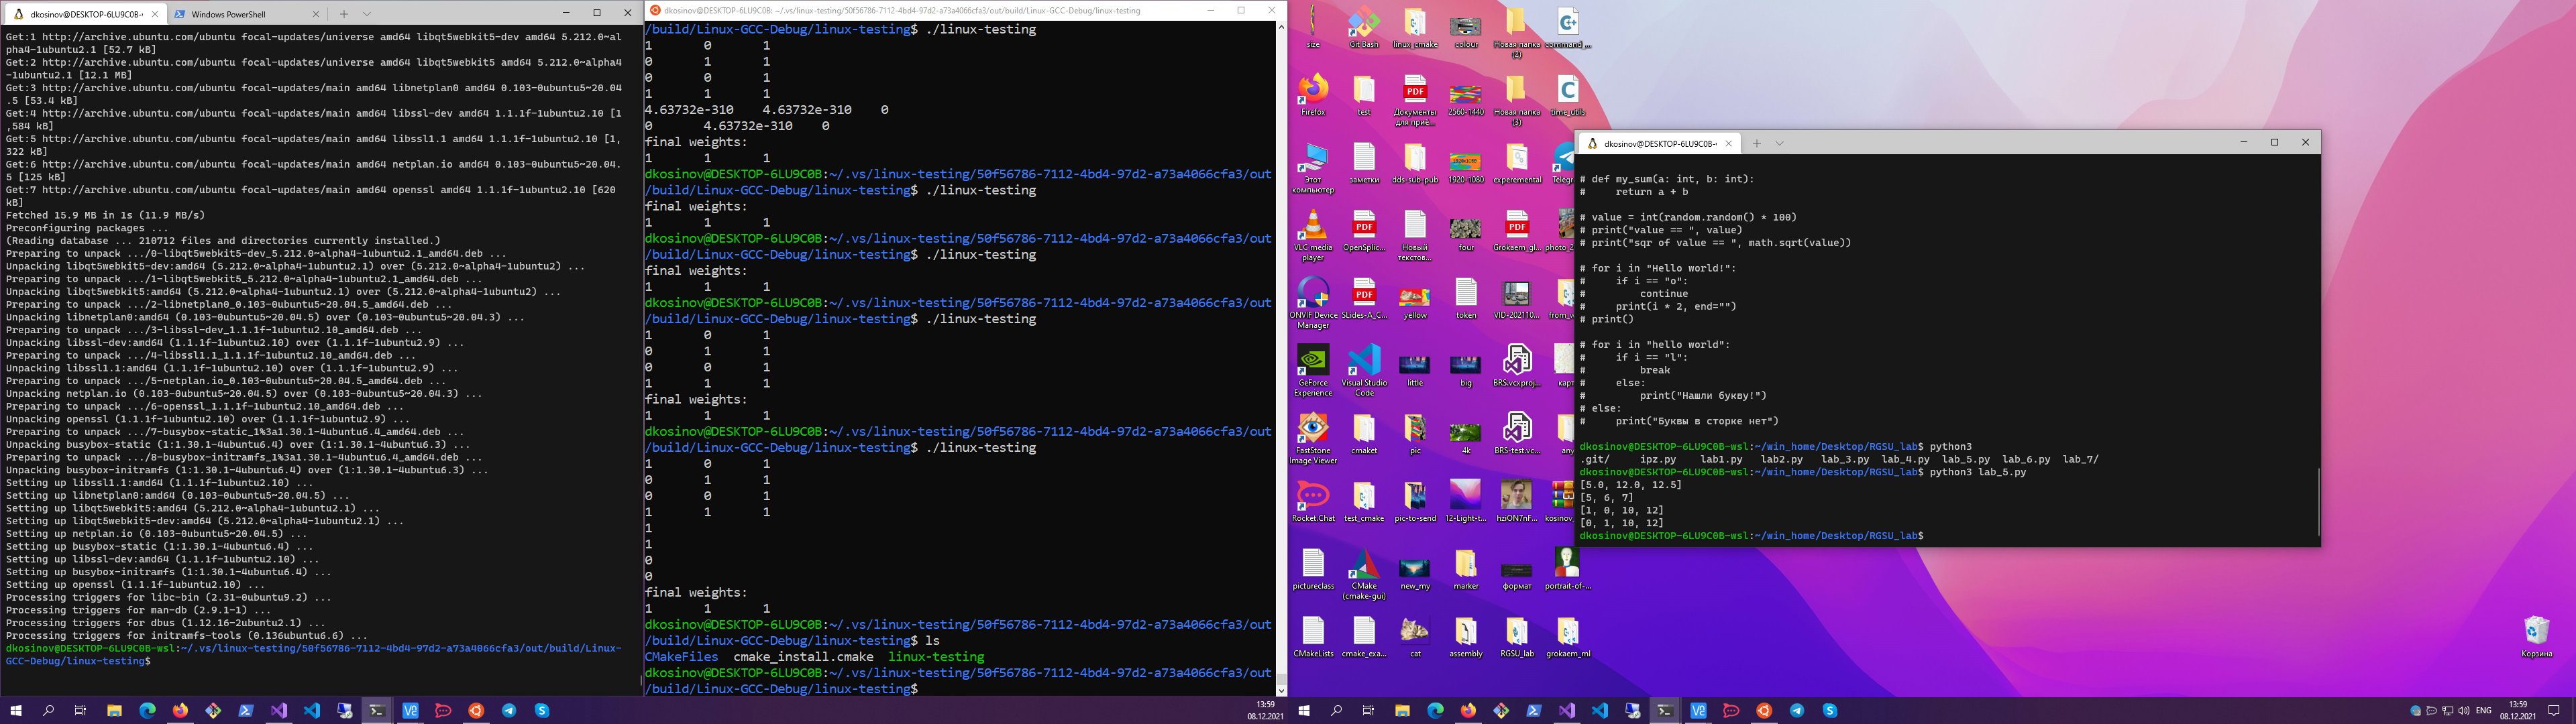 dkosinov@DESKTOP-6LU9C0B-
Windows PowerShell
Get:1 http://archive.ubuntu.com/ubuntu focal-updates/universe amd64 libqt5webkit5-dev amd64 5.212.0~al
pha4-1ubuntu2.1 [52.7 kB]
Get:2 http://archive.ubuntu.com/ubuntu focal-updates/universe amd64 libqt5webkit5 amd64 5.212.0~alpha4
-1ubuntu2.1 [12.1 MB]
Get:3 http://archive.ubuntu.com/ubuntu focal-updates/main amd64 libnetplan0 amd64 0.103-0ubuntu5~20.04
.5 [53.4 kB]
Get:4 http://archive.ubuntu.com/ubuntu focal-updates/main amd64 libssl-dev amd64 1.1.1f-1ubuntu2.10 [1
,584 kB]
Get:5 http://archive.ubuntu.com/ubuntu focal-updates/main amd64 libssl1.1 amd64 1.1.1f-1ubuntu2.10 [1,
322 kB]
Get:6 http://archive.ubuntu.com/ubuntu focal-updates/main amd64 netplan.io amd64 0.103-0ubuntu5~20.04.
5 [125 kB]
Get:7 http://archive.ubuntu.com/ubuntu focal-updates/main amd64 openssl amd64 1.1.1f-1ubuntu2.10 [620
kB]
Fetched 15.9 MB in 1s (11.9 MB/s)
Preconfiguring packages ...
(Reading database ... 210712 files and directories currently installed.)
Preparing to unpack .../0-libqt5webkit5-dev_5.212.0~alpha4-1ubuntu2.1_amd64.deb ...
Unpacking libqt5webkit5-dev:amd64 (5.212.0~alpha4-1ubuntu2.1) over (5.212.0~alpha4-1ubuntu2) ...
Preparing to unpack .../1-libqt5webkit5_5.212.0~alpha4-1ubuntu2.1_amd64.deb ...
Unpacking libqt5webkit5:amd64 (5.212.0~alpha4-1ubuntu2.1) over (5.212.0~alpha4-1ubuntu2) ...
Preparing to unpack .../2-libnetplan0_0.103-0ubuntu5~20.04.5_amd64.deb ...
Unpacking libnetplan0:amd64 (0.103-0ubuntu5~20.04.5) over (0.103-0ubuntu5~20.04.3) ...
Preparing to unpack .../3-libssl-dev_1.1.1f-1ubuntu2.10_amd64.deb ...
Unpacking libssl-dev:amd64 (1.1.1f-1ubuntu2.10) over (1.1.1f-1ubuntu2.9) ...
Preparing to unpack .../4-libssl1.1_1.1.1f-1ubuntu2.10_amd64.deb ...
Unpacking libssl1.1:amd64 (1.1.1f-1ubuntu2.10) over (1.1.1f-1ubuntu2.9) ...
Preparing to unpack .../5-netplan.io_0.103-0ubuntu5~20.04.5_amd64.deb ...
Unpacking netplan.io (0.103-0ubuntu5~20.04.5) over (0.103-0ubuntu5~20.04.3) ...
Preparing to unpack .../6-openssl_1.1.1f-1ubuntu2.10_amd64.deb ...
Unpacking openssl (1.1.1f-1ubuntu2.10) over (1.1.1f-1ubuntu2.9) ...
Preparing to unpack .../7-busybox-static_1%3a1.30.1-4ubuntu6.4_amd64.deb ...
Unpacking busybox-static (1:1.30.1-4ubuntu6.4) over (1:1.30.1-4ubuntu6.3) ...
Preparing to unpack .../8-busybox-initramfs_1%3a1.30.1-4ubuntu6.4_amd64.deb ...
Unpacking busybox-initramfs (1:1.30.1-4ubuntu6.4) over (1:1.30.1-4ubuntu6.3) ...
Setting up libssl1.1:amd64 (1.1.1f-1ubuntu2.10) ...
Setting up libnetplan0:amd64 (0.103-0ubuntu5~20.04.5) ...
Setting up libqt5webkit5:amd64 (5.212.0~alpha4-1ubuntu2.1) ...
Setting up libqt5webkit5-dev:amd64 (5.212.0~alpha4-1ubuntu2.1) ...
Setting up netplan.io (0.103-0ubuntu5~20.04.5) ...
Setting up busybox-static (1:1.30.1-4ubuntu6.4) ...
Setting up libssl-dev:amd64 (1.1.1f-1ubuntu2.10) ...
Setting up busybox-initramfs (1:1.30.1-4ubuntu6.4) ...
Setting up openssl (1.1.1f-1ubuntu2.10) ...
Processing triggers for libc-bin (2.31-0ubuntu9.2) ...
Processing triggers for man-db (2.9.1-1) ...
Processing triggers for dbus (1.12.16-2ubuntu2.1) ...
Processing triggers for initramfs-tools (0.136ubuntu6.6) ...
dkosinov@DESKTOP-6LU9C0B-wsl:~/.vs/linux-testing/50f56786-7112-4bd4-97d2-a73a4066cfa3/out/build/Linux-
GCC-Debug/linux-testing$
dkosinov@DESKTOP-6LU9C0B: ~/.vs/linux-testing/50f56786-7112-4bd4-97d2-a73a4066cfa3/out/build/Linux-GCC-Debug/linux-testing
/build/Linux-GCC-Debug/linux-testing$ ./linux-testing
1 0 1
0 1 1
0 0 1
1 1 1
4.63732e-310 4.63732e-310 0
0 4.63732e-310 0
final weights:
1 1 1
dkosinov@DESKTOP-6LU9C0B:~/.vs/linux-testing/50f56786-7112-4bd4-97d2-a73a4066cfa3/out
/build/Linux-GCC-Debug/linux-testing$ ./linux-testing
final weights:
1 1 1
dkosinov@DESKTOP-6LU9C0B:~/.vs/linux-testing/50f56786-7112-4bd4-97d2-a73a4066cfa3/out
/build/Linux-GCC-Debug/linux-testing$ ./linux-testing
final weights:
1 1 1
dkosinov@DESKTOP-6LU9C0B:~/.vs/linux-testing/50f56786-7112-4bd4-97d2-a73a4066cfa3/out
/build/Linux-GCC-Debug/linux-testing$ ./linux-testing
1 0 1
0 1 1
0 0 1
1 1 1
final weights:
1 1 1
dkosinov@DESKTOP-6LU9C0B:~/.vs/linux-testing/50f56786-7112-4bd4-97d2-a73a4066cfa3/out
/build/Linux-GCC-Debug/linux-testing$ ./linux-testing
1 0 1
0 1 1
0 0 1
1 1 1
1
1
0
0
final weights:
1 1 1
dkosinov@DESKTOP-6LU9C0B:~/.vs/linux-testing/50f56786-7112-4bd4-97d2-a73a4066cfa3/out
/build/Linux-GCC-Debug/linux-testing$ ls
CMakeFiles cmake_install.cmake linux-testing
dkosinov@DESKTOP-6LU9C0B:~/.vs/linux-testing/50f56786-7112-4bd4-97d2-a73a4066cfa3/out
/build/Linux-GCC-Debug/linux-testing$
13:59
08.12.2021
size Git Bash linux_cmake colour Новая папка (2) command_...
Firefox test Документы для прие... 2560-1440 Новая папка (3) time_utils
Этот компьютер заметки dds-sub-pub 1920-1080 experemental Telegr
VLC media player OpenSplic... Новый текстов... four Grokaem_gl... photo_2
ONVIF Device Manager SLides-A_C... yellow token VID-202110... from_w
GeForce Experience Visual Studio Code little big BRS.vcxproj... карт
FastStone Image Viewer cmaket pic 4k BRS-test.vc... any
Rocket.Chat test_cmake pic-to-send 12-Light-t... hziON7nF... kosinov_
pictureclass CMake (cmake-gui) new_my marker формат portrait-of-...
CMakeLists cmake_exa... cat assembly RGSU_lab grokaem_ml
dkosinov@DESKTOP-6LU9C0B-
# def my_sum(a: int, b: int):
#     return a + b
# value = int(random.random() * 100)
# print("value == ", value)
# print("sqr of value == ", math.sqrt(value))
# for i in "Hello world!":
#     if i == "o":
#         continue
#     print(i * 2, end="")
# print()
# for i in "hello world":
#     if i == "l":
#         break
#     else:
#         print("Нашли букву!")
# else:
#     print("Буквы в сторке нет")
dkosinov@DESKTOP-6LU9C0B-wsl:~/win_home/Desktop/RGSU_lab$ python3
.git/ ipz.py lab1.py lab2.py lab_3.py lab_4.py lab_5.py lab_6.py lab_7/
dkosinov@DESKTOP-6LU9C0B-wsl:~/win_home/Desktop/RGSU_lab$ python3 lab_5.py
[5.0, 12.0, 12.5]
[5, 6, 7]
[1, 0, 10, 12]
[0, 1, 10, 12]
dkosinov@DESKTOP-6LU9C0B-wsl:~/win_home/Desktop/RGSU_lab$
Корзина
ENG
13:59
08.12.2021